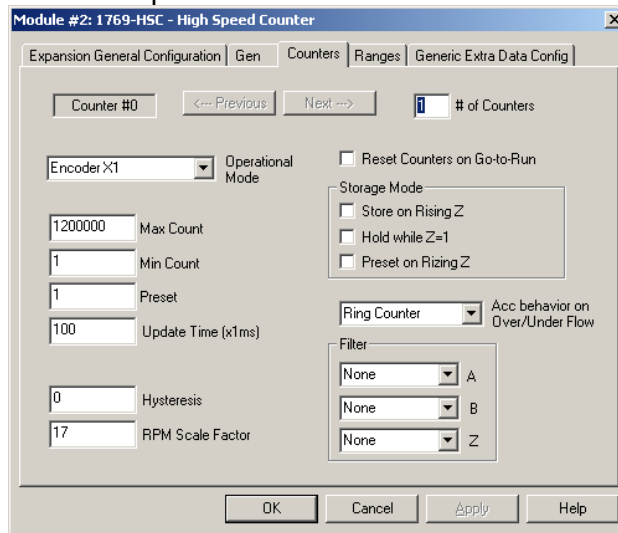 Module #2: 1769-HSC - High Speed Counter
Expansion General Configuration Gen Counters Ranges Generic Extra Data Config
Counter #0 <--- Previous Next ---> 1 # of Counters
Encoder X1 Operational Mode
Reset Counters on Go-to-Run
Storage Mode
Store on Rising Z
Hold while Z=1
Preset on Rizing Z
1200000 Max Count
1 Min Count
1 Preset
100 Update Time (x1ms)
Ring Counter Acc behavior on Over/Under Flow
Filter
None A
None B
None Z
0 Hysteresis
17 RPM Scale Factor
OK Cancel Apply Help